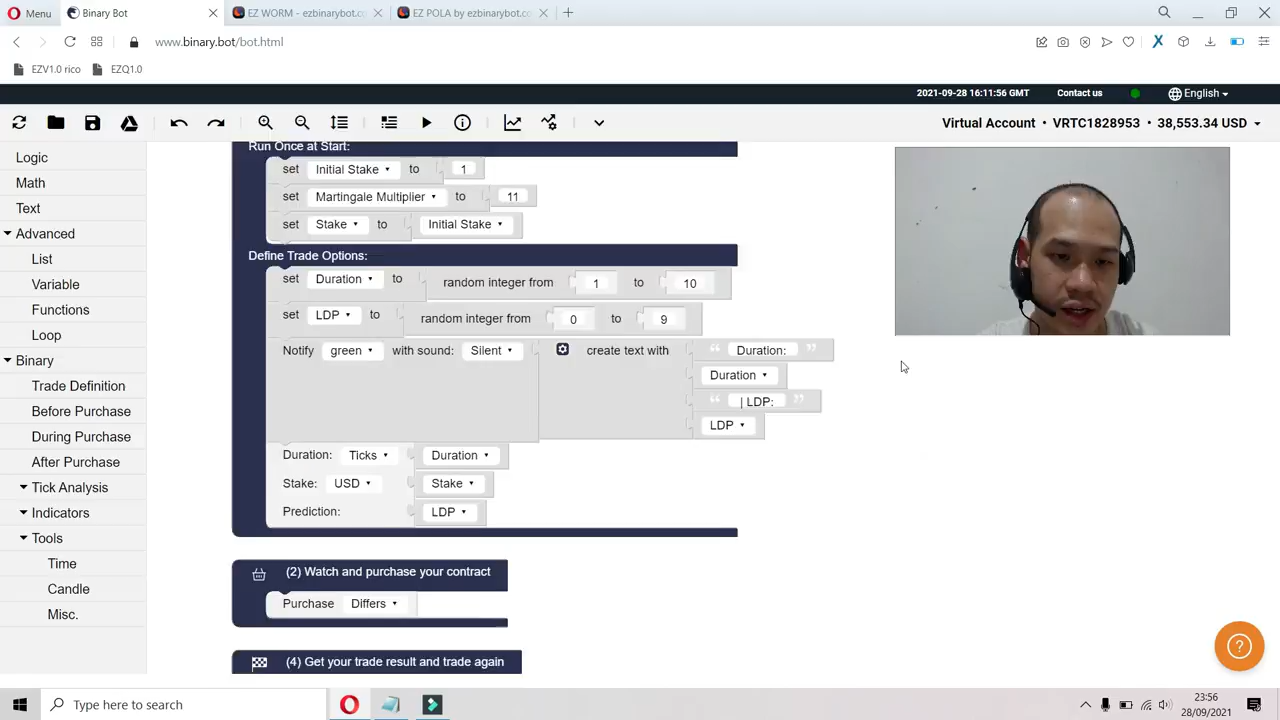 Menu
Binary Bot
EZ WORM - ezbinarybot.co
EZ POLA by ezbinarybot.co
www.binary.bot/bot.html
EZV1.0 rico
EZQ1.0
2021-09-28 16:11:56 GMT
Contact us
English
Virtual Account • VRTC1828953 • 38,553.34 USD
Logic
Math
Text
Advanced
List
Variable
Functions
Loop
Binary
Trade Definition
Before Purchase
During Purchase
After Purchase
Tick Analysis
Indicators
Tools
Time
Candle
Misc.
Run Once at Start:
set Initial Stake to 1
set Martingale Multiplier to 11
set Stake to Initial Stake
Define Trade Options:
set Duration to random integer from 1 to 10
set LDP to random integer from 0 to 9
Notify green with sound: Silent create text with “ Duration: ”
Duration
“ | LDP: ”
LDP
Duration: Ticks Duration
Stake: USD Stake
Prediction: LDP
(2) Watch and purchase your contract
Purchase Differs
(4) Get your trade result and trade again
Type here to search
23:56
28/09/2021